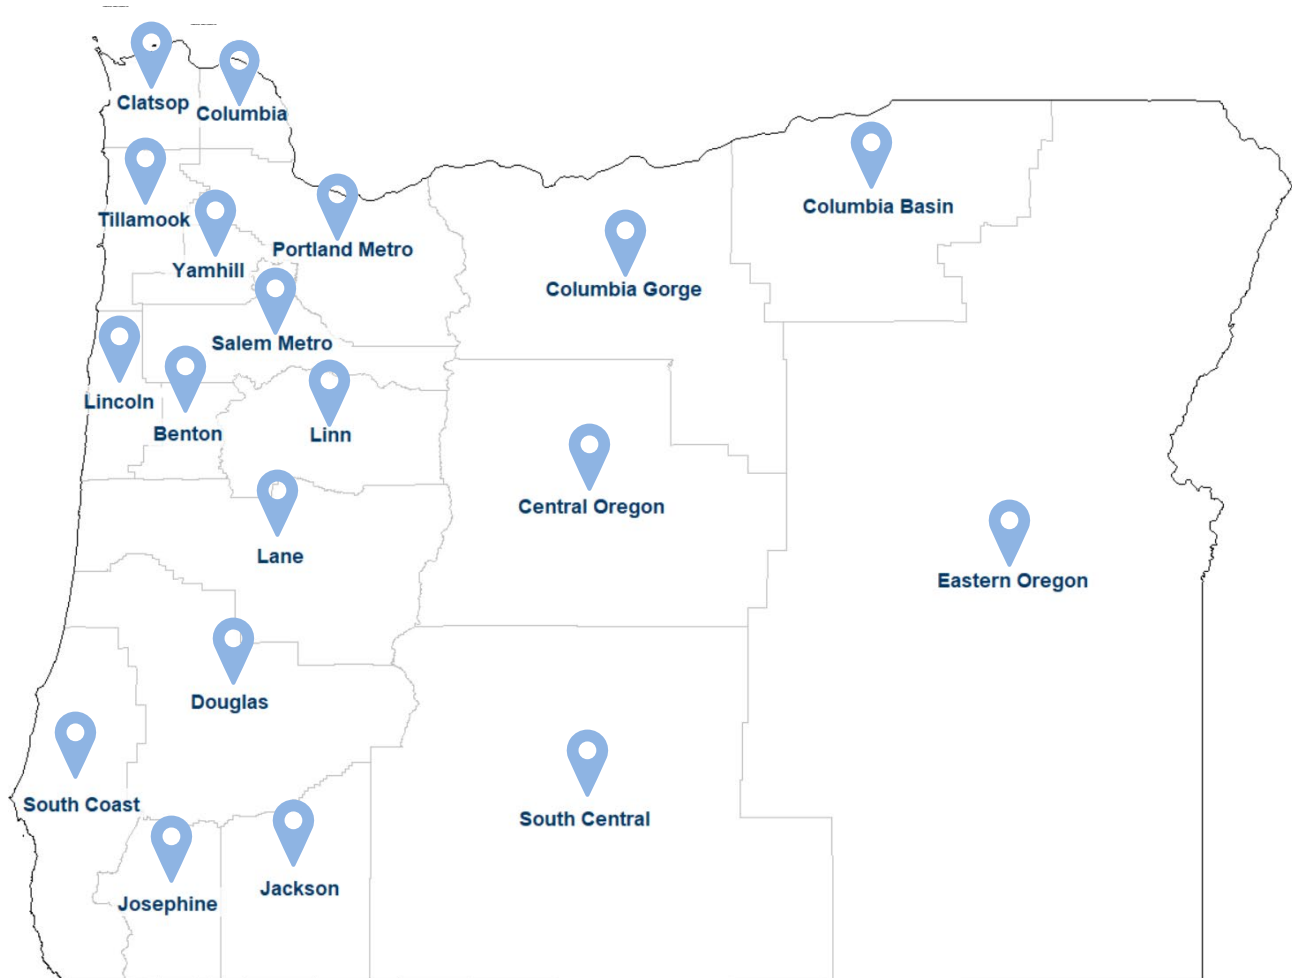 Clatsop
Columbia
Tillamook
Columbia Basin
Portland Metro
Yamhill
Columbia Gorge
Salem Metro
Lincoln
Benton
Linn
Central Oregon
Lane
Eastern Oregon
Douglas
South Coast
South Central
Jackson
Josephine